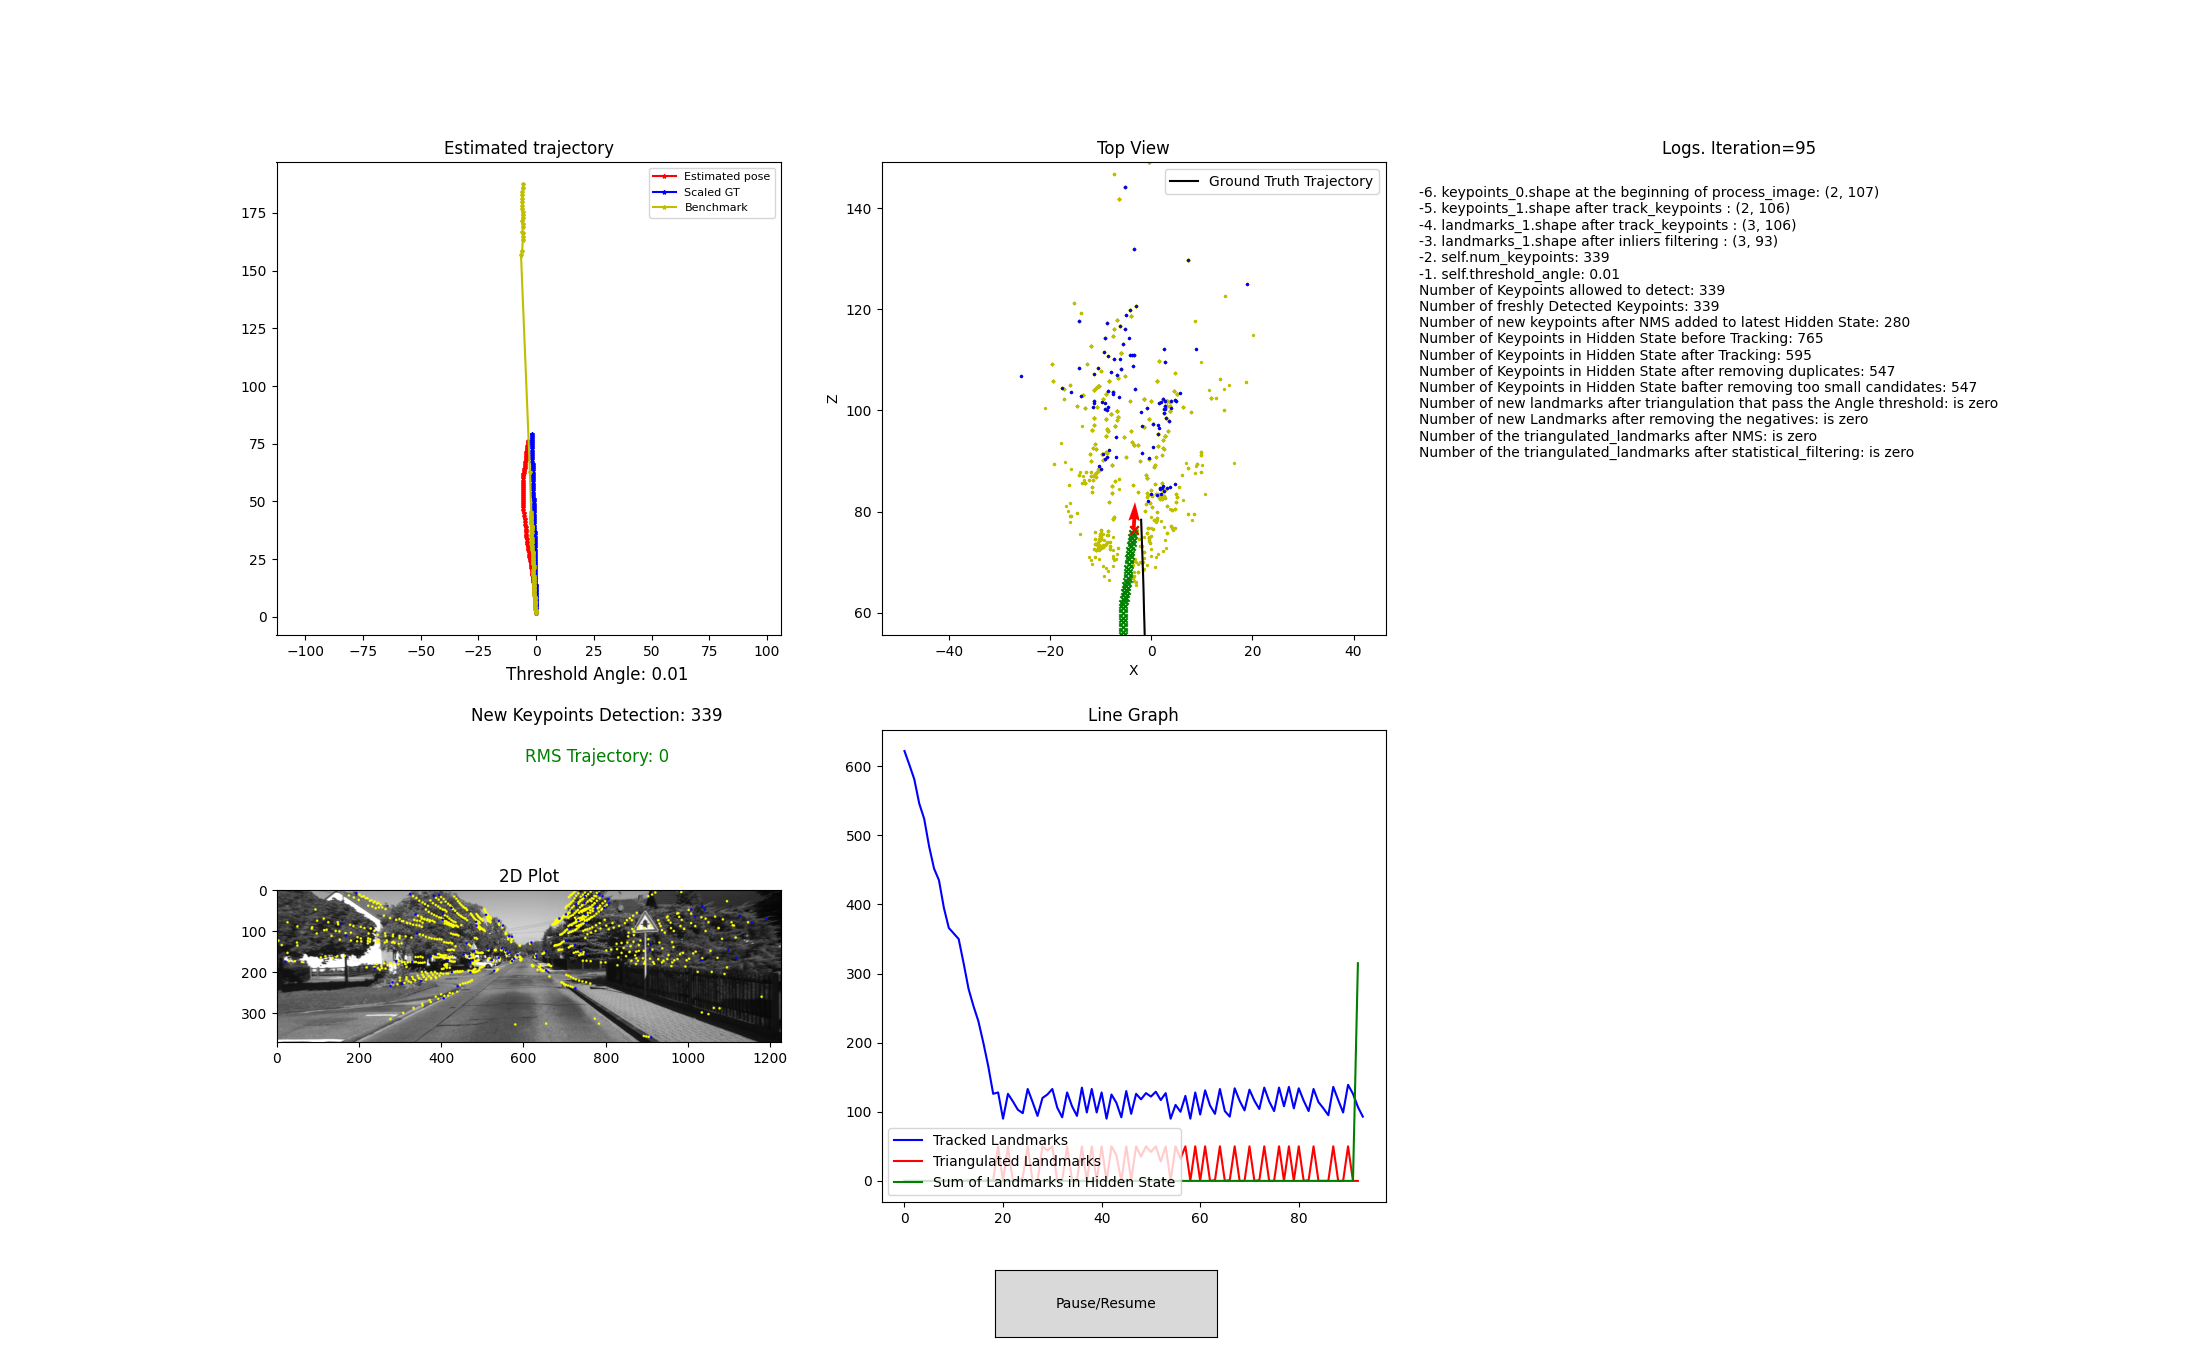 Estimated trajectory
Estimated pose
Scaled GT
Benchmark
175
150
125
100
75
50
25
0
−100 −75 −50 −25 0 25 50 75 100
Threshold Angle: 0.01
New Keypoints Detection: 339
RMS Trajectory: 0
Top View
Ground Truth Trajectory
140
120
100
80
60
Z
−40 −20 0 20 40
X
Logs. Iteration=95
-6. keypoints_0.shape at the beginning of process_image: (2, 107)
-5. keypoints_1.shape after track_keypoints : (2, 106)
-4. landmarks_1.shape after track_keypoints : (3, 106)
-3. landmarks_1.shape after inliers filtering : (3, 93)
-2. self.num_keypoints: 339
-1. self.threshold_angle: 0.01
Number of Keypoints allowed to detect: 339
Number of freshly Detected Keypoints: 339
Number of new keypoints after NMS added to latest Hidden State: 280
Number of Keypoints in Hidden State before Tracking: 765
Number of Keypoints in Hidden State after Tracking: 595
Number of Keypoints in Hidden State after removing duplicates: 547
Number of Keypoints in Hidden State bafter removing too small candidates: 547
Number of new landmarks after triangulation that pass the Angle threshold: is zero
Number of new Landmarks after removing the negatives: is zero
Number of the triangulated_landmarks after NMS: is zero
Number of the triangulated_landmarks after statistical_filtering: is zero
2D Plot
0
100
200
300
0 200 400 600 800 1000 1200
Line Graph
600
500
400
300
200
100
0
Tracked Landmarks
Triangulated Landmarks
Sum of Landmarks in Hidden State
0 20 40 60 80
Pause/Resume